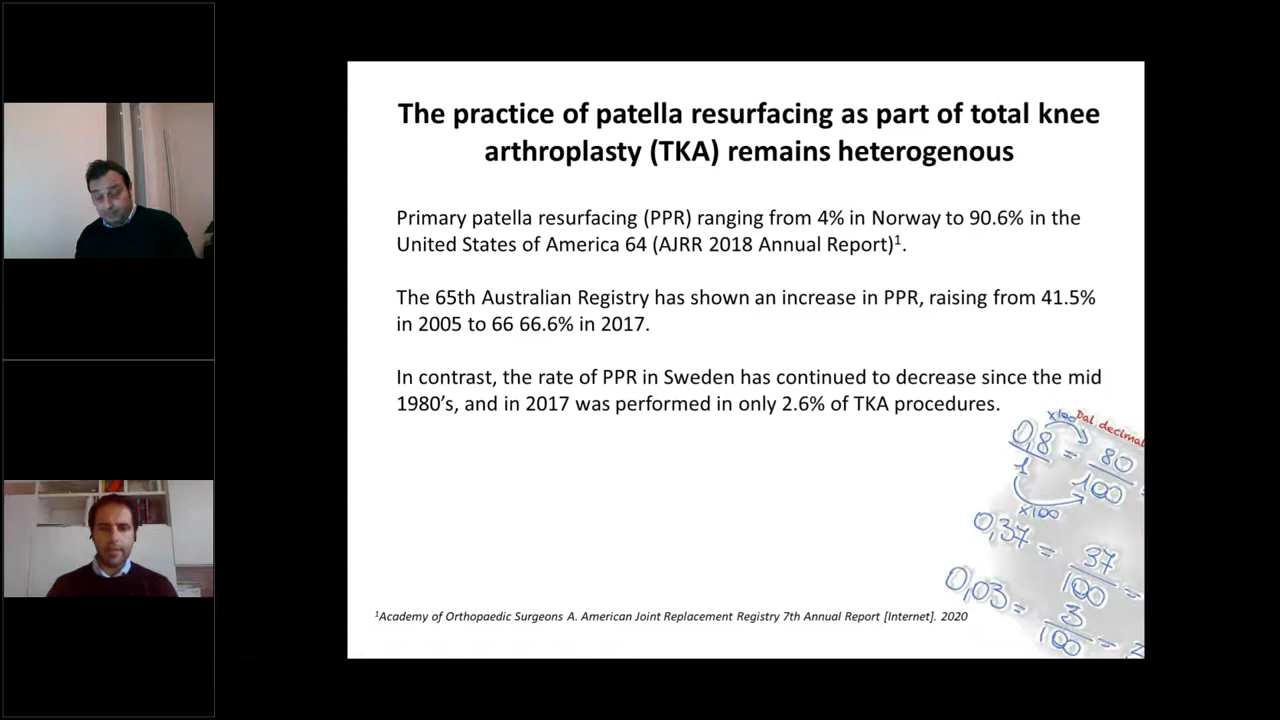 The practice of patella resurfacing as part of total knee
arthroplasty (TKA) remains heterogenous
Primary patella resurfacing (PPR) ranging from 4% in Norway to 90.6% in the
United States of America 64 (AJRR 2018 Annual Report)¹.
The 65th Australian Registry has shown an increase in PPR, raising from 41.5%
in 2005 to 66 66.6% in 2017.
In contrast, the rate of PPR in Sweden has continued to decrease since the mid
1980’s, and in 2017 was performed in only 2.6% of TKA procedures.
x100 Dal decimal
0,8/1 = 80/100 =
x100
0,37 = 37/100 =
0,03 = 3/100 =
¹Academy of Orthopaedic Surgeons A. American Joint Replacement Registry 7th Annual Report [Internet]. 2020